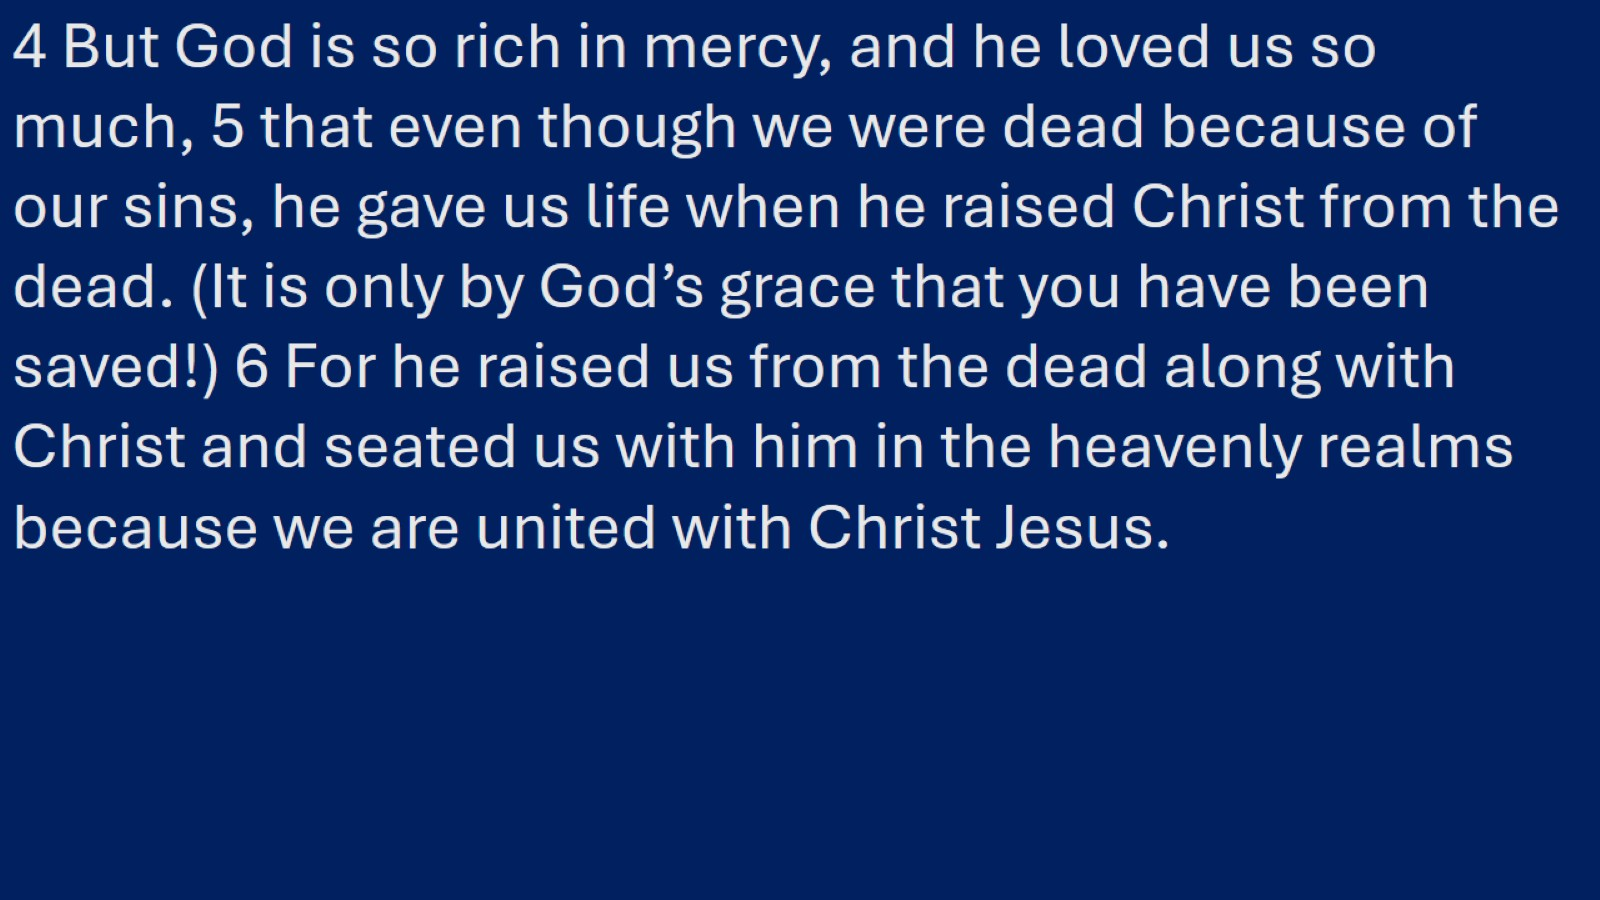 4 But God is so rich in mercy, and he loved us so
much, 5 that even though we were dead because of
our sins, he gave us life when he raised Christ from the
dead. (It is only by God’s grace that you have been
saved!) 6 For he raised us from the dead along with
Christ and seated us with him in the heavenly realms
because we are united with Christ Jesus.